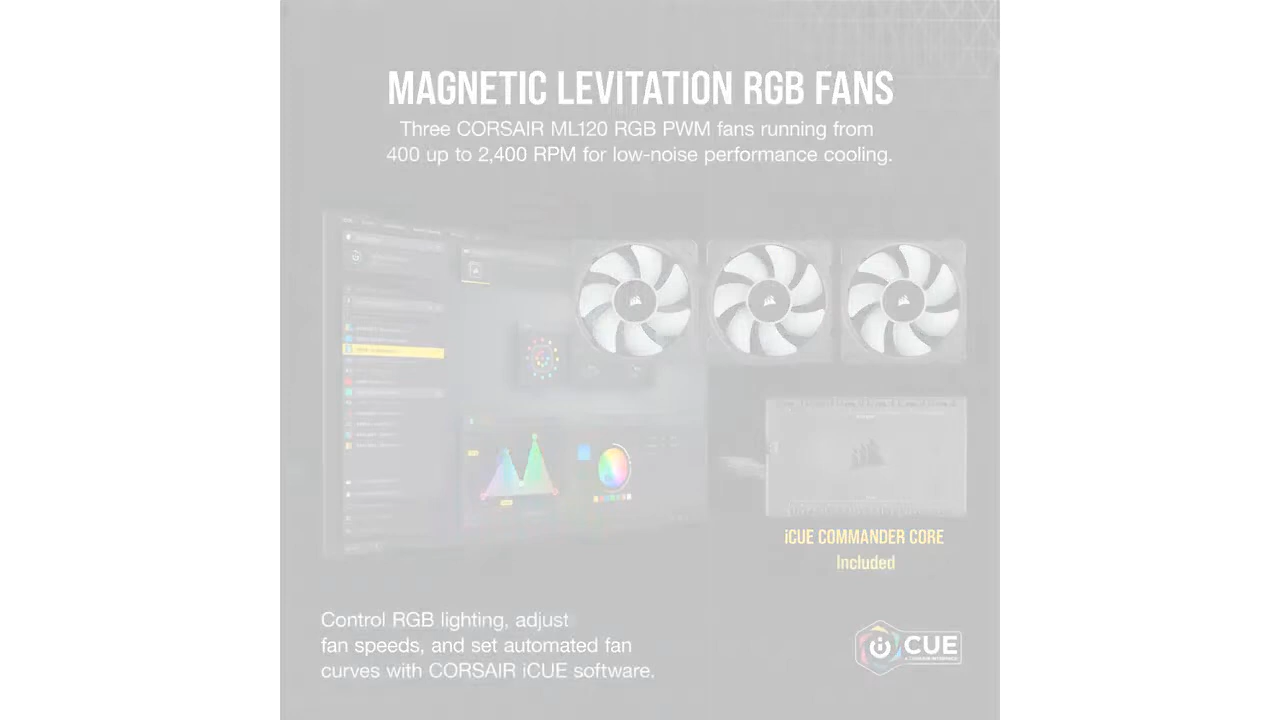 MAGNETIC LEVITATION RGB FANS
Three CORSAIR ML120 RGB PWM fans running from
400 up to 2,400 RPM for low-noise performance cooling.
iCUE COMMANDER CORE
Included
Control RGB lighting, adjust
fan speeds, and set automated fan
curves with CORSAIR iCUE software.
iCUE
A CORSAIR INTERFACE